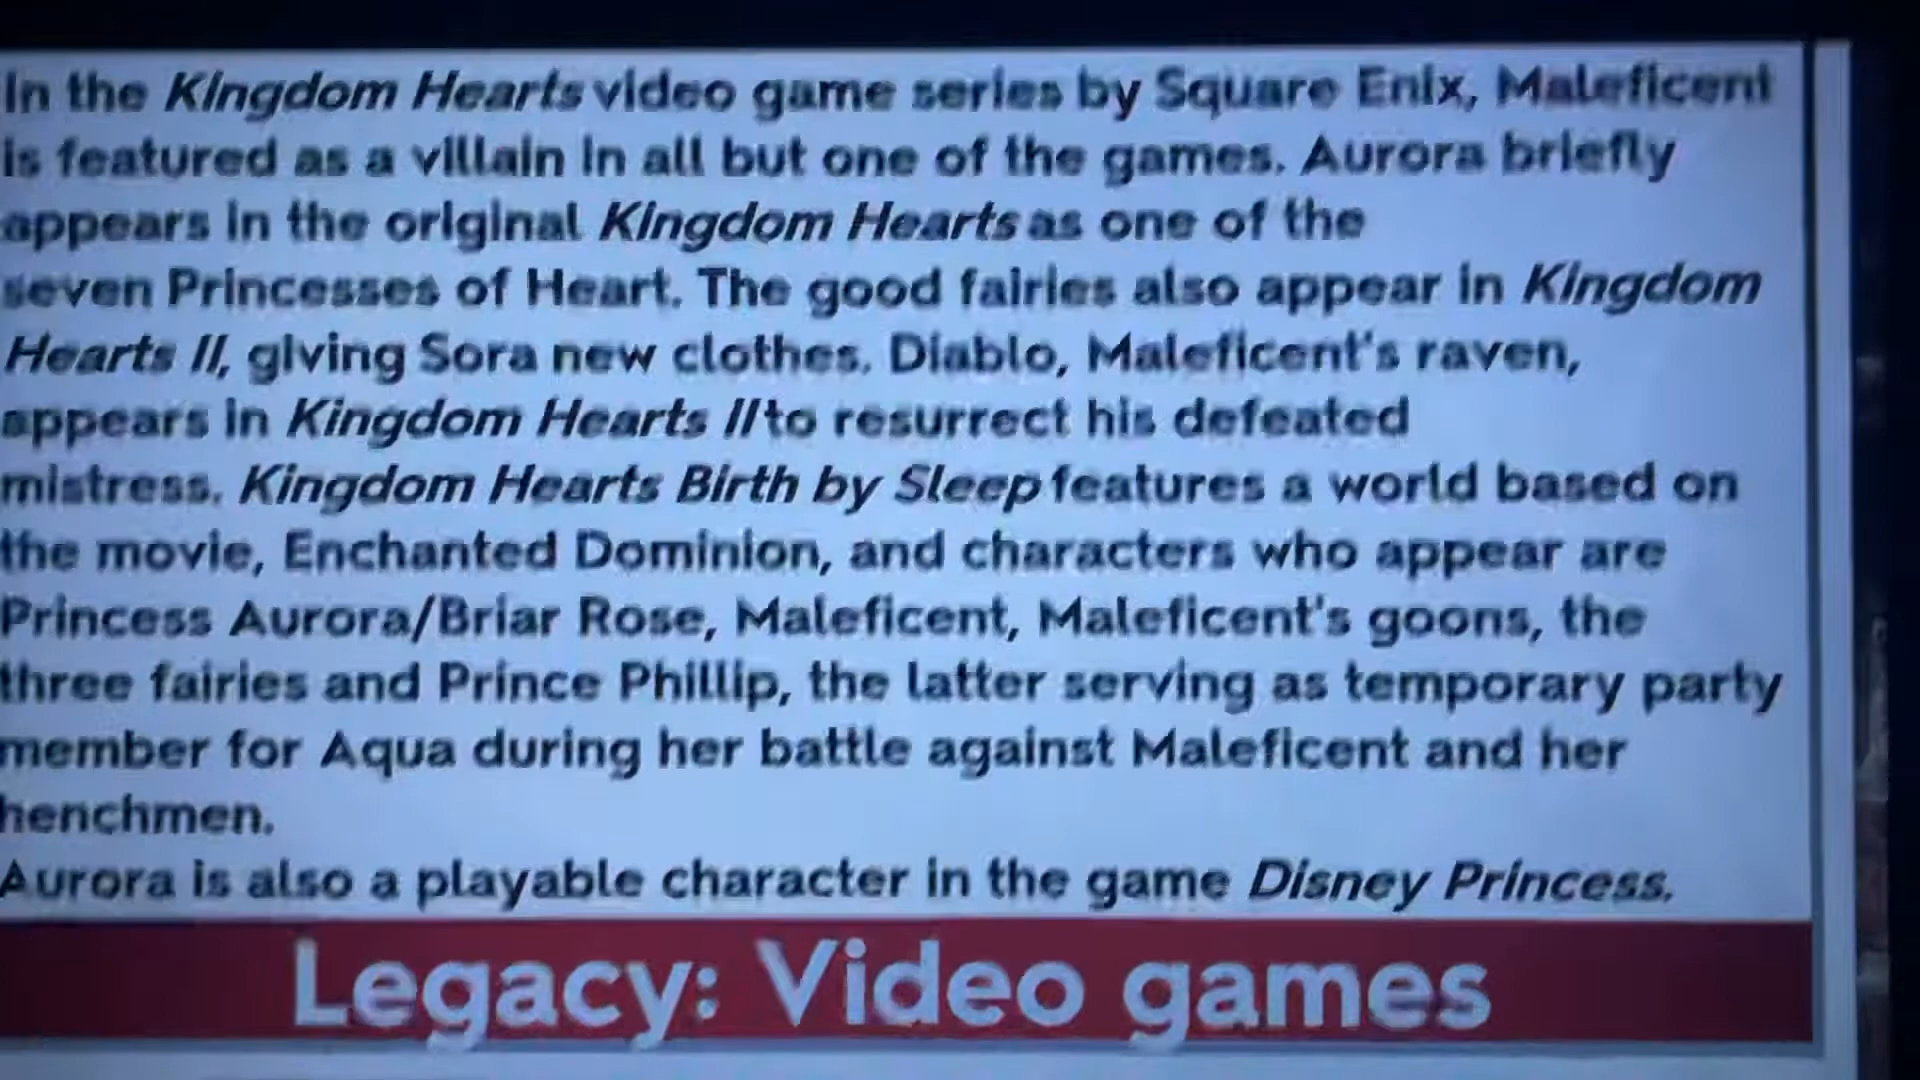 In the Kingdom Hearts video game series by Square Enix, Maleficent
is featured as a villain in all but one of the games. Aurora briefly
appears in the original Kingdom Hearts as one of the
seven Princesses of Heart. The good fairies also appear in Kingdom
Hearts II, giving Sora new clothes. Diablo, Maleficent's raven,
appears in Kingdom Hearts II to resurrect his defeated
mistress. Kingdom Hearts Birth by Sleep features a world based on
the movie, Enchanted Dominion, and characters who appear are
Princess Aurora/Briar Rose, Maleficent, Maleficent's goons, the
three fairies and Prince Phillip, the latter serving as temporary party
member for Aqua during her battle against Maleficent and her
henchmen.
Aurora is also a playable character in the game Disney Princess.
Legacy: Video games